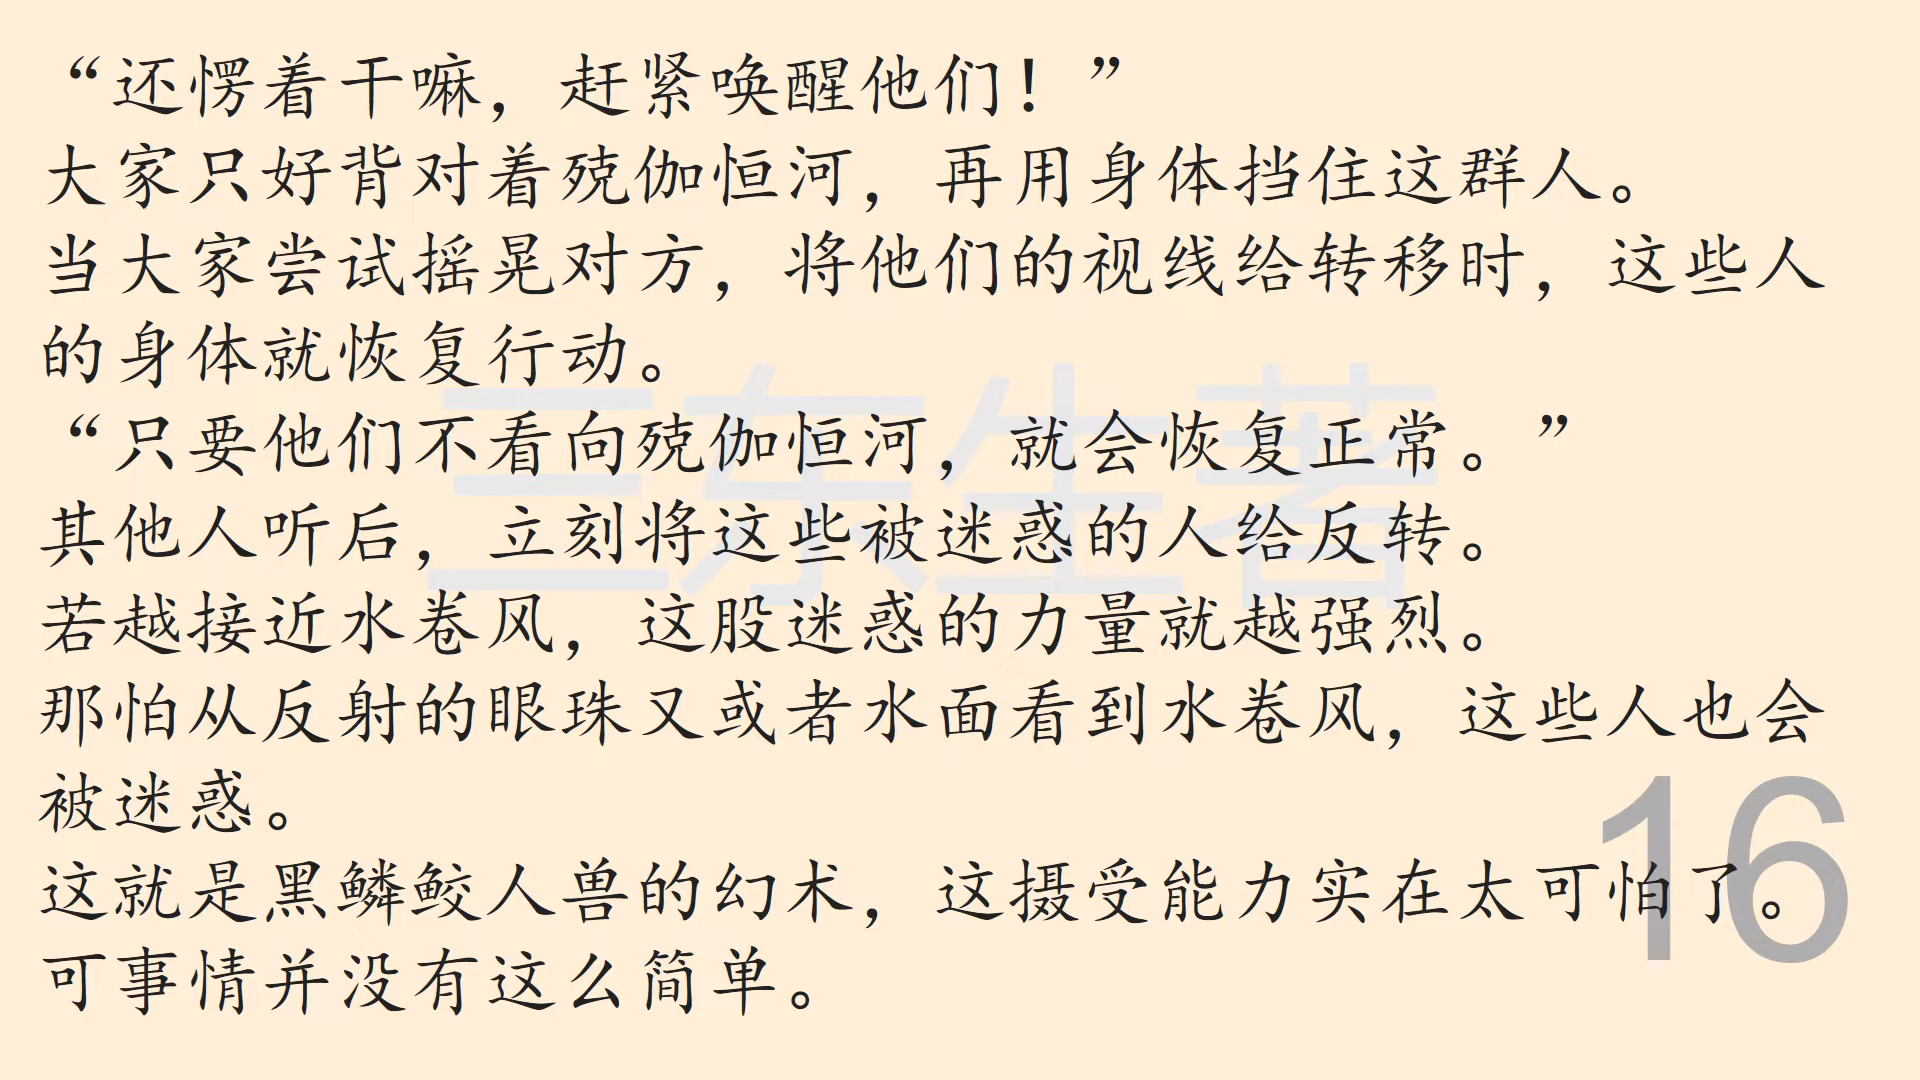 “还愣着干嘛，赶紧唤醒他们！”
大家只好背对着殑伽恒河，再用身体挡住这群人。
当大家尝试摇晃对方，将他们的视线给转移时，这些人
的身体就恢复行动。
“只要他们不看向殑伽恒河，就会恢复正常。”
其他人听后，立刻将这些被迷惑的人给反转。
若越接近水卷风，这股迷惑的力量就越强烈。
那怕从反射的眼珠又或者水面看到水卷风，这些人也会
被迷惑。
这就是黑鳞鲛人兽的幻术，这摄受能力实在太可怕了。
可事情并没有这么简单。
三东生著
16